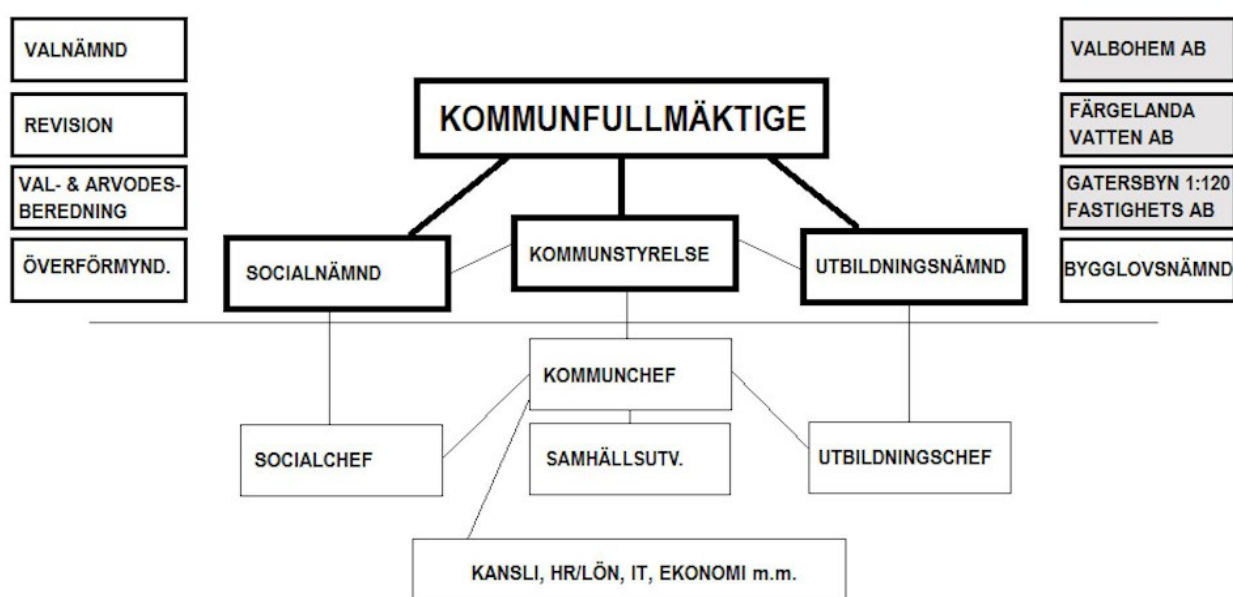 VALNÄMND
REVISION
VAL- & ARVODES-
BEREDNING
ÖVERFÖRMYND.
KOMMUNFULLMÄKTIGE
SOCIALNÄMND
KOMMUNSTYRELSE
UTBILDNINGSNÄMND
VALBOHEM AB
FÄRGELANDA
VATTEN AB
GATERSBYN 1:120
FASTIGHETS AB
BYGGLOVSNÄMND
KOMMUNCHEF
SOCIALCHEF
SAMHÄLLSUTV.
UTBILDNINGSCHEF
KANSLI, HR/LÖN, IT, EKONOMI m.m.